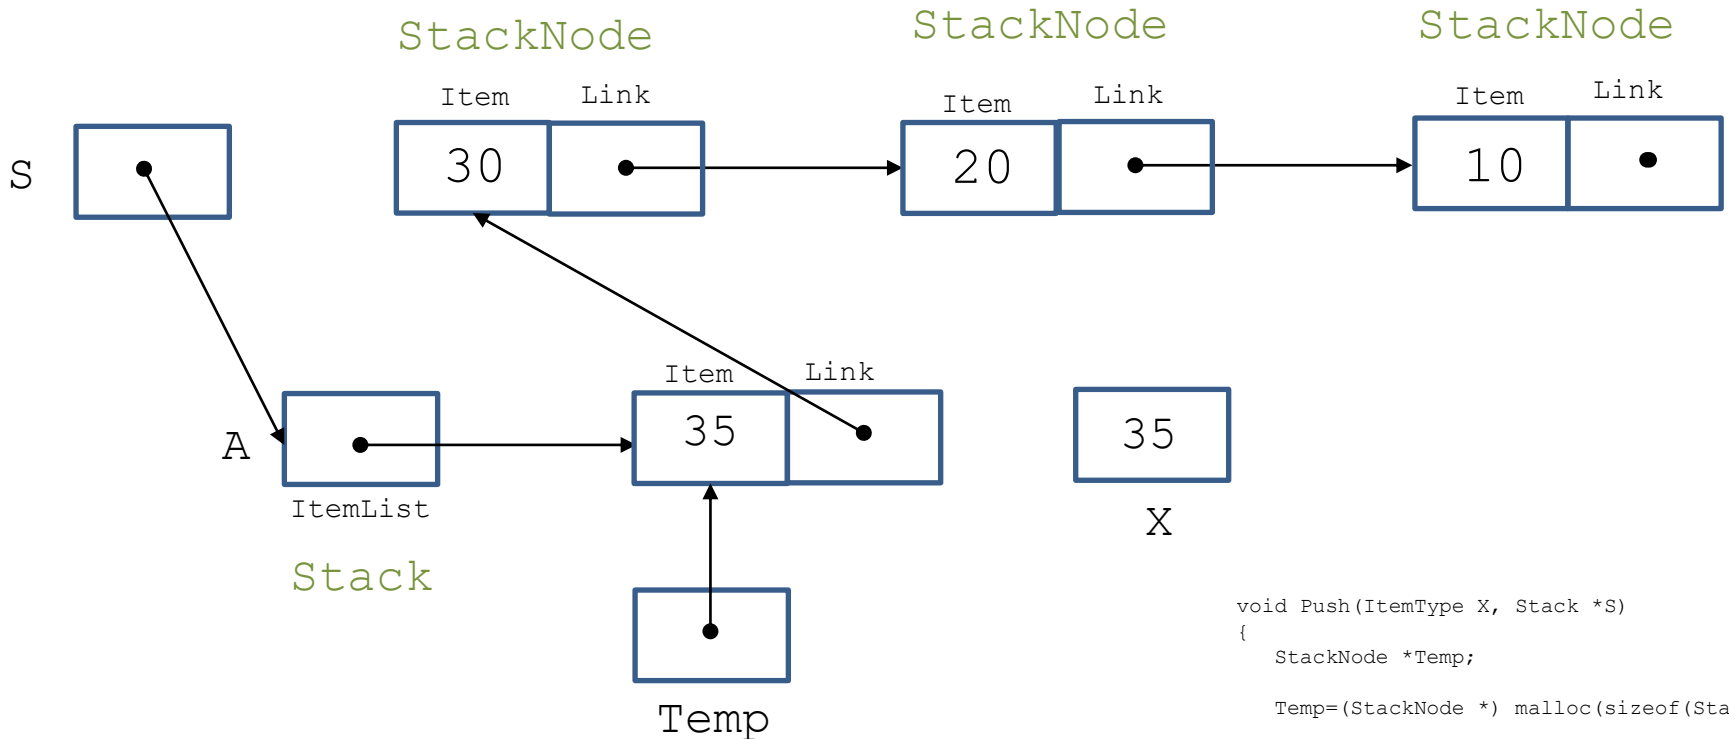 StackNode
StackNode
StackNode
Item Link
Item Link
Item Link
S
30
20
10
Item Link
A
35
35
ItemList
X
Stack
Temp
void Push(ItemType X, Stack *S)
{
StackNode *Temp;
Temp=(StackNode *) malloc(sizeof(Sta